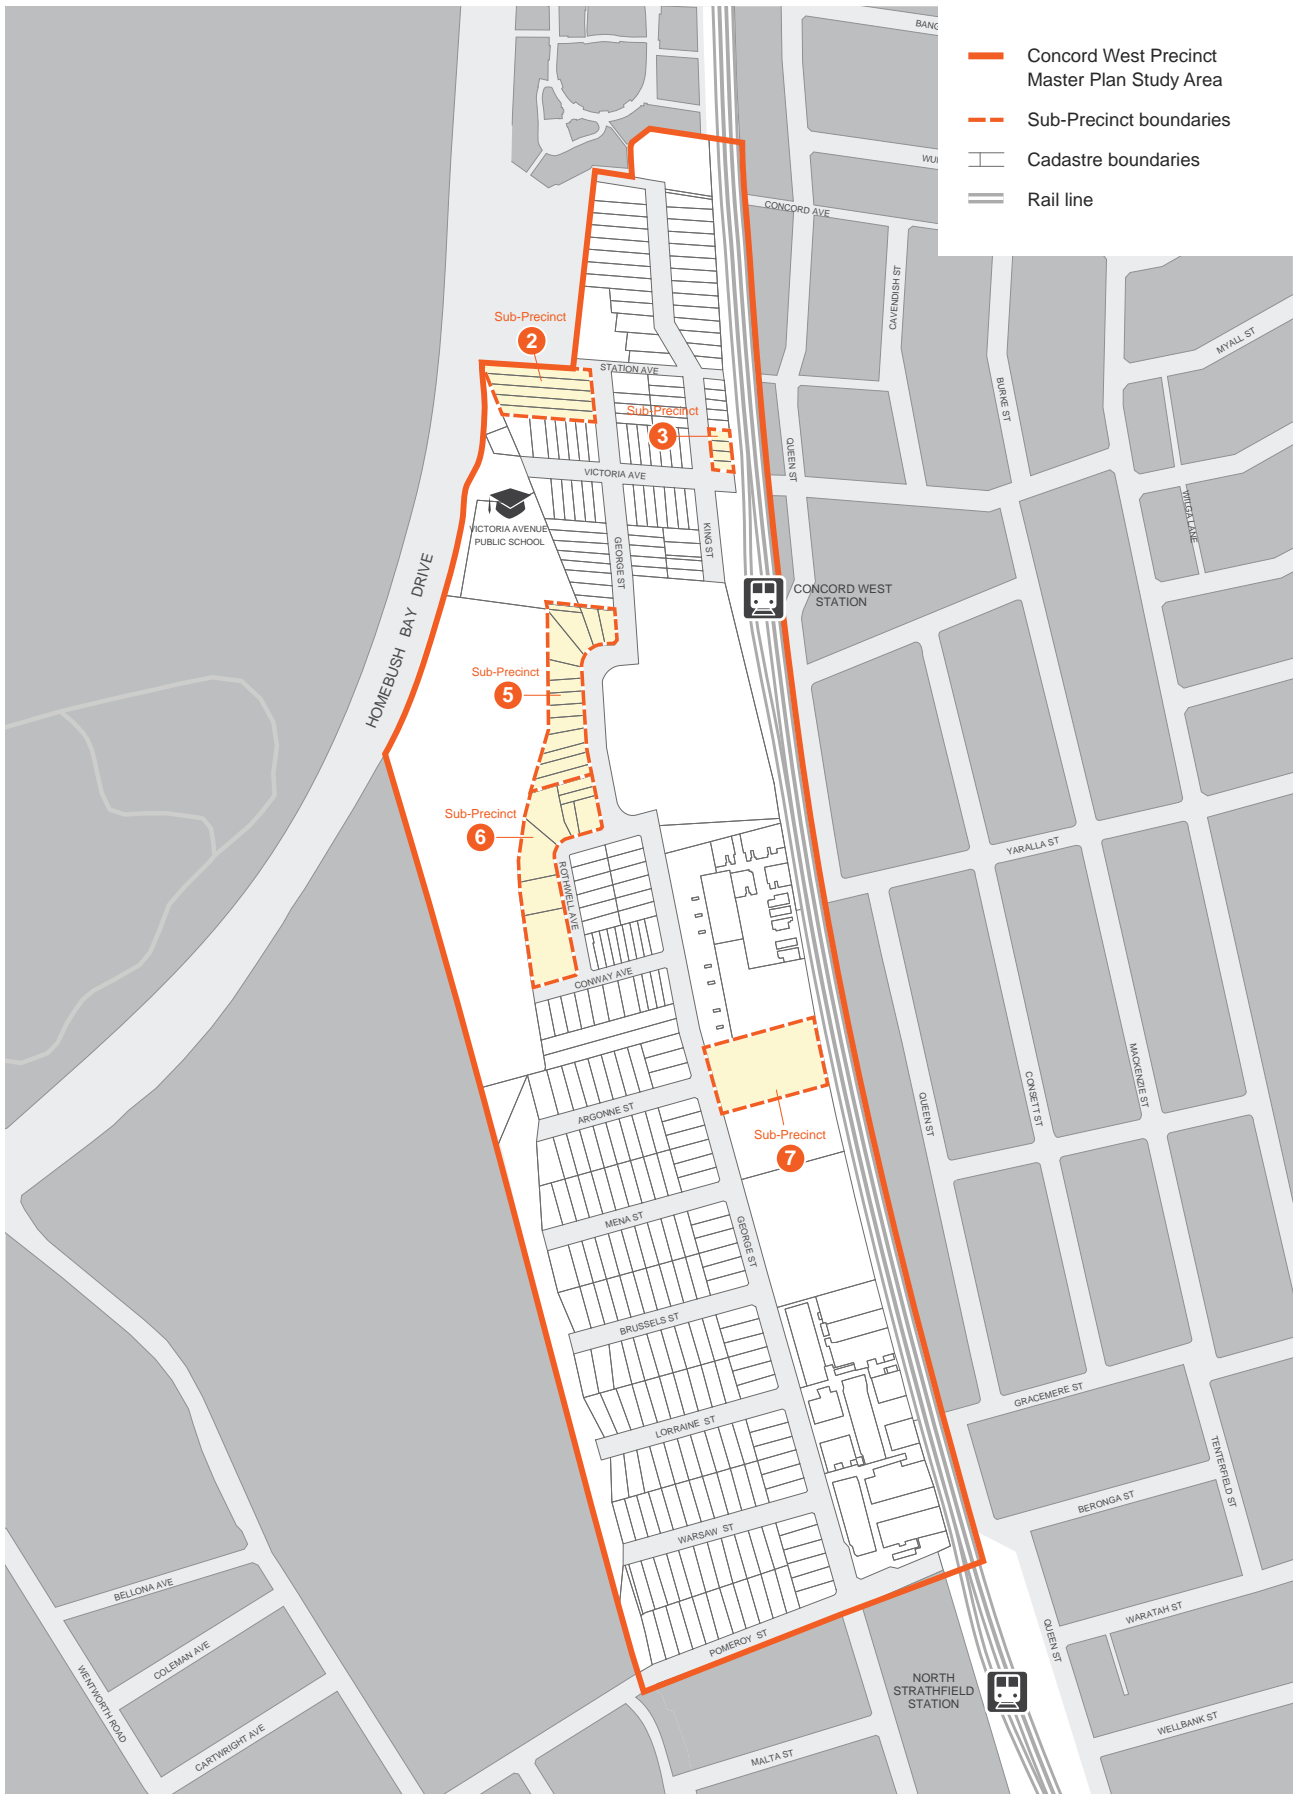 BANG
Concord West Precinct
Master Plan Study Area
Sub-Precinct boundaries
WU
Cadastre boundaries
Rail line
CONCORD AVE
CAVENDISH ST
MYALL ST
Sub-Precinct
2
STATION AVE
BURKE ST
Sub-Precinct
3
QUEEN ST
VICTORIA AVE
WILGA LANE
VICTORIA AVENUE
PUBLIC SCHOOL
KING ST
GEORGE ST
HOMEBUSH BAY DRIVE
CONCORD WEST
STATION
Sub-Precinct
5
Sub-Precinct
6
YARALLA ST
ROTHWELL AVE
CONWAY AVE
MACKENZIE ST
CONSETT ST
QUEEN ST
ARGONNE ST
Sub-Precinct
7
MENA ST
GEORGE ST
BRUSSELS ST
GRACEMERE ST
LORRAINE ST
TENTERFIELD ST
BERONGA ST
WARSAW ST
BELLONA AVE
WARATAH ST
QUEEN ST
POMEROY ST
COLEMAN AVE
WENTWORTH ROAD
NORTH
STRATHFIELD
STATION
WELLBANK ST
CARTWRIGHT AVE
MALTA ST